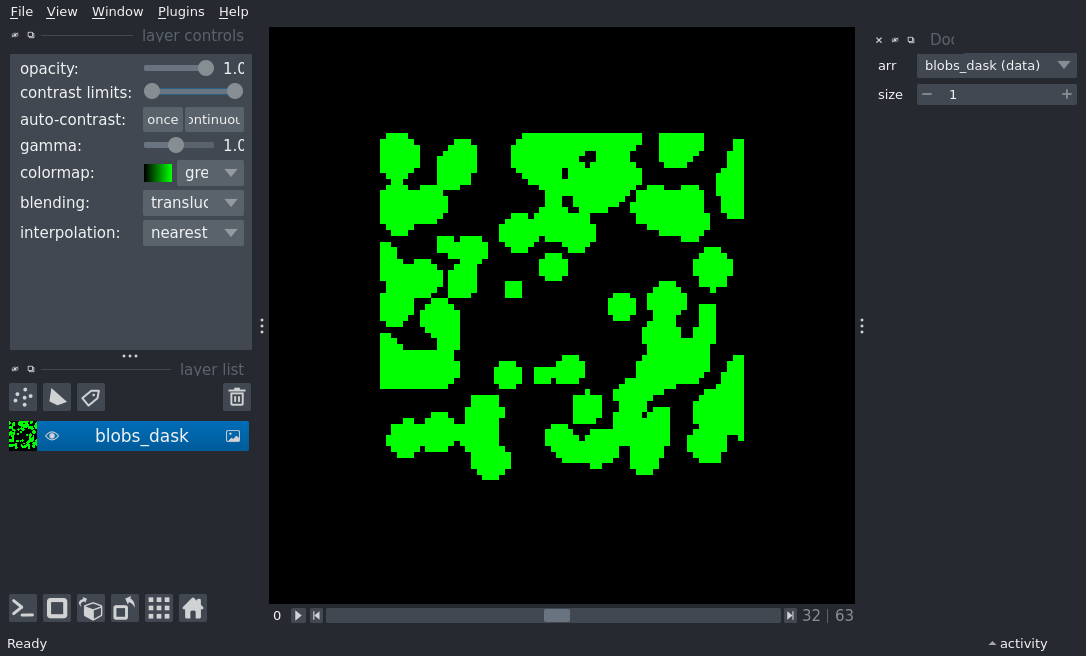 File View Window Plugins Help
layer controls
opacity: 1.0
contrast limits:
auto-contrast: once ontinuou
gamma: 1.0
colormap: gre
blending: transluc
interpolation: nearest
layer list
blobs_dask
0 32 | 63
Ready
Doc
arr blobs_dask (data)
size − 1 +
activity